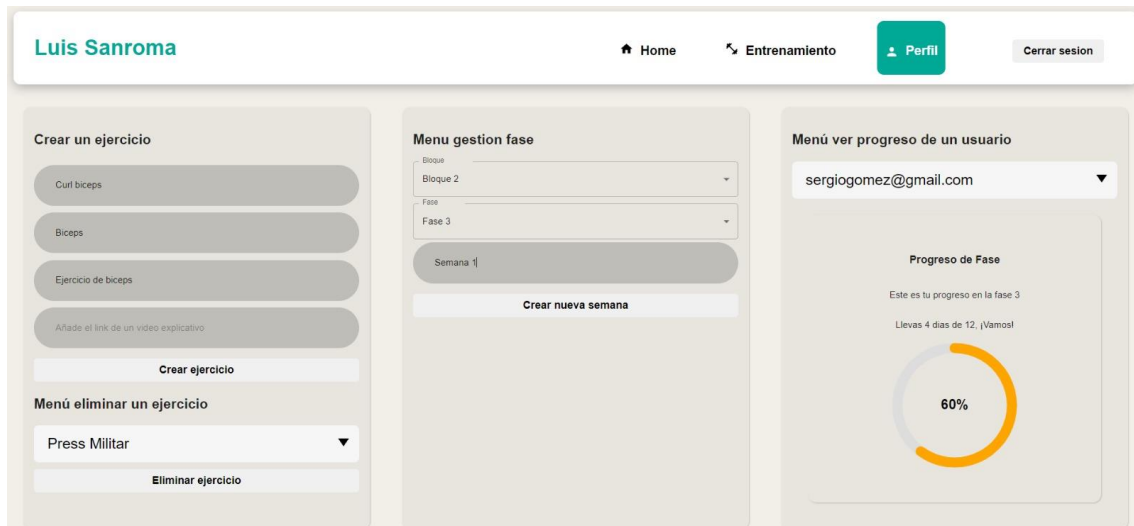 Luis Sanroma
Home
Entrenamiento
Perfil
Cerrar sesion
Crear un ejercicio
Curl biceps
Biceps
Ejercicio de biceps
Añade el link de un video explicativo
Crear ejercicio
Menú eliminar un ejercicio
Press Militar
Eliminar ejercicio
Menu gestion fase
Bloque
Bloque 2
Fase
Fase 3
Semana 1
Crear nueva semana
Menú ver progreso de un usuario
sergiogomez@gmail.com
Progreso de Fase
Este es tu progreso en la fase 3
Llevas 4 dias de 12, ¡Vamos!
60%